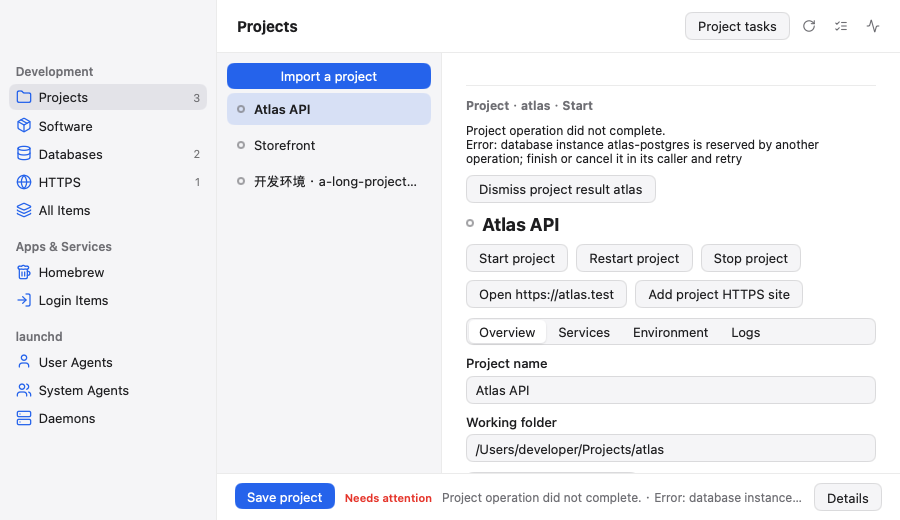 Projects
Project tasks
Development
Projects 3
Software
Databases 2
HTTPS 1
All Items
Apps & Services
Homebrew
Login Items
launchd
User Agents
System Agents
Daemons
Import a project
Atlas API
Storefront
开发环境 · a-long-project...
Project · atlas · Start
Project operation did not complete.
Error: database instance atlas-postgres is reserved by another
operation; finish or cancel it in its caller and retry
Dismiss project result atlas
Atlas API
Start project Restart project Stop project
Open https://atlas.test Add project HTTPS site
Overview Services Environment Logs
Project name
Atlas API
Working folder
/Users/developer/Projects/atlas
Save project Needs attention Project operation did not complete. · Error: database instance... Details